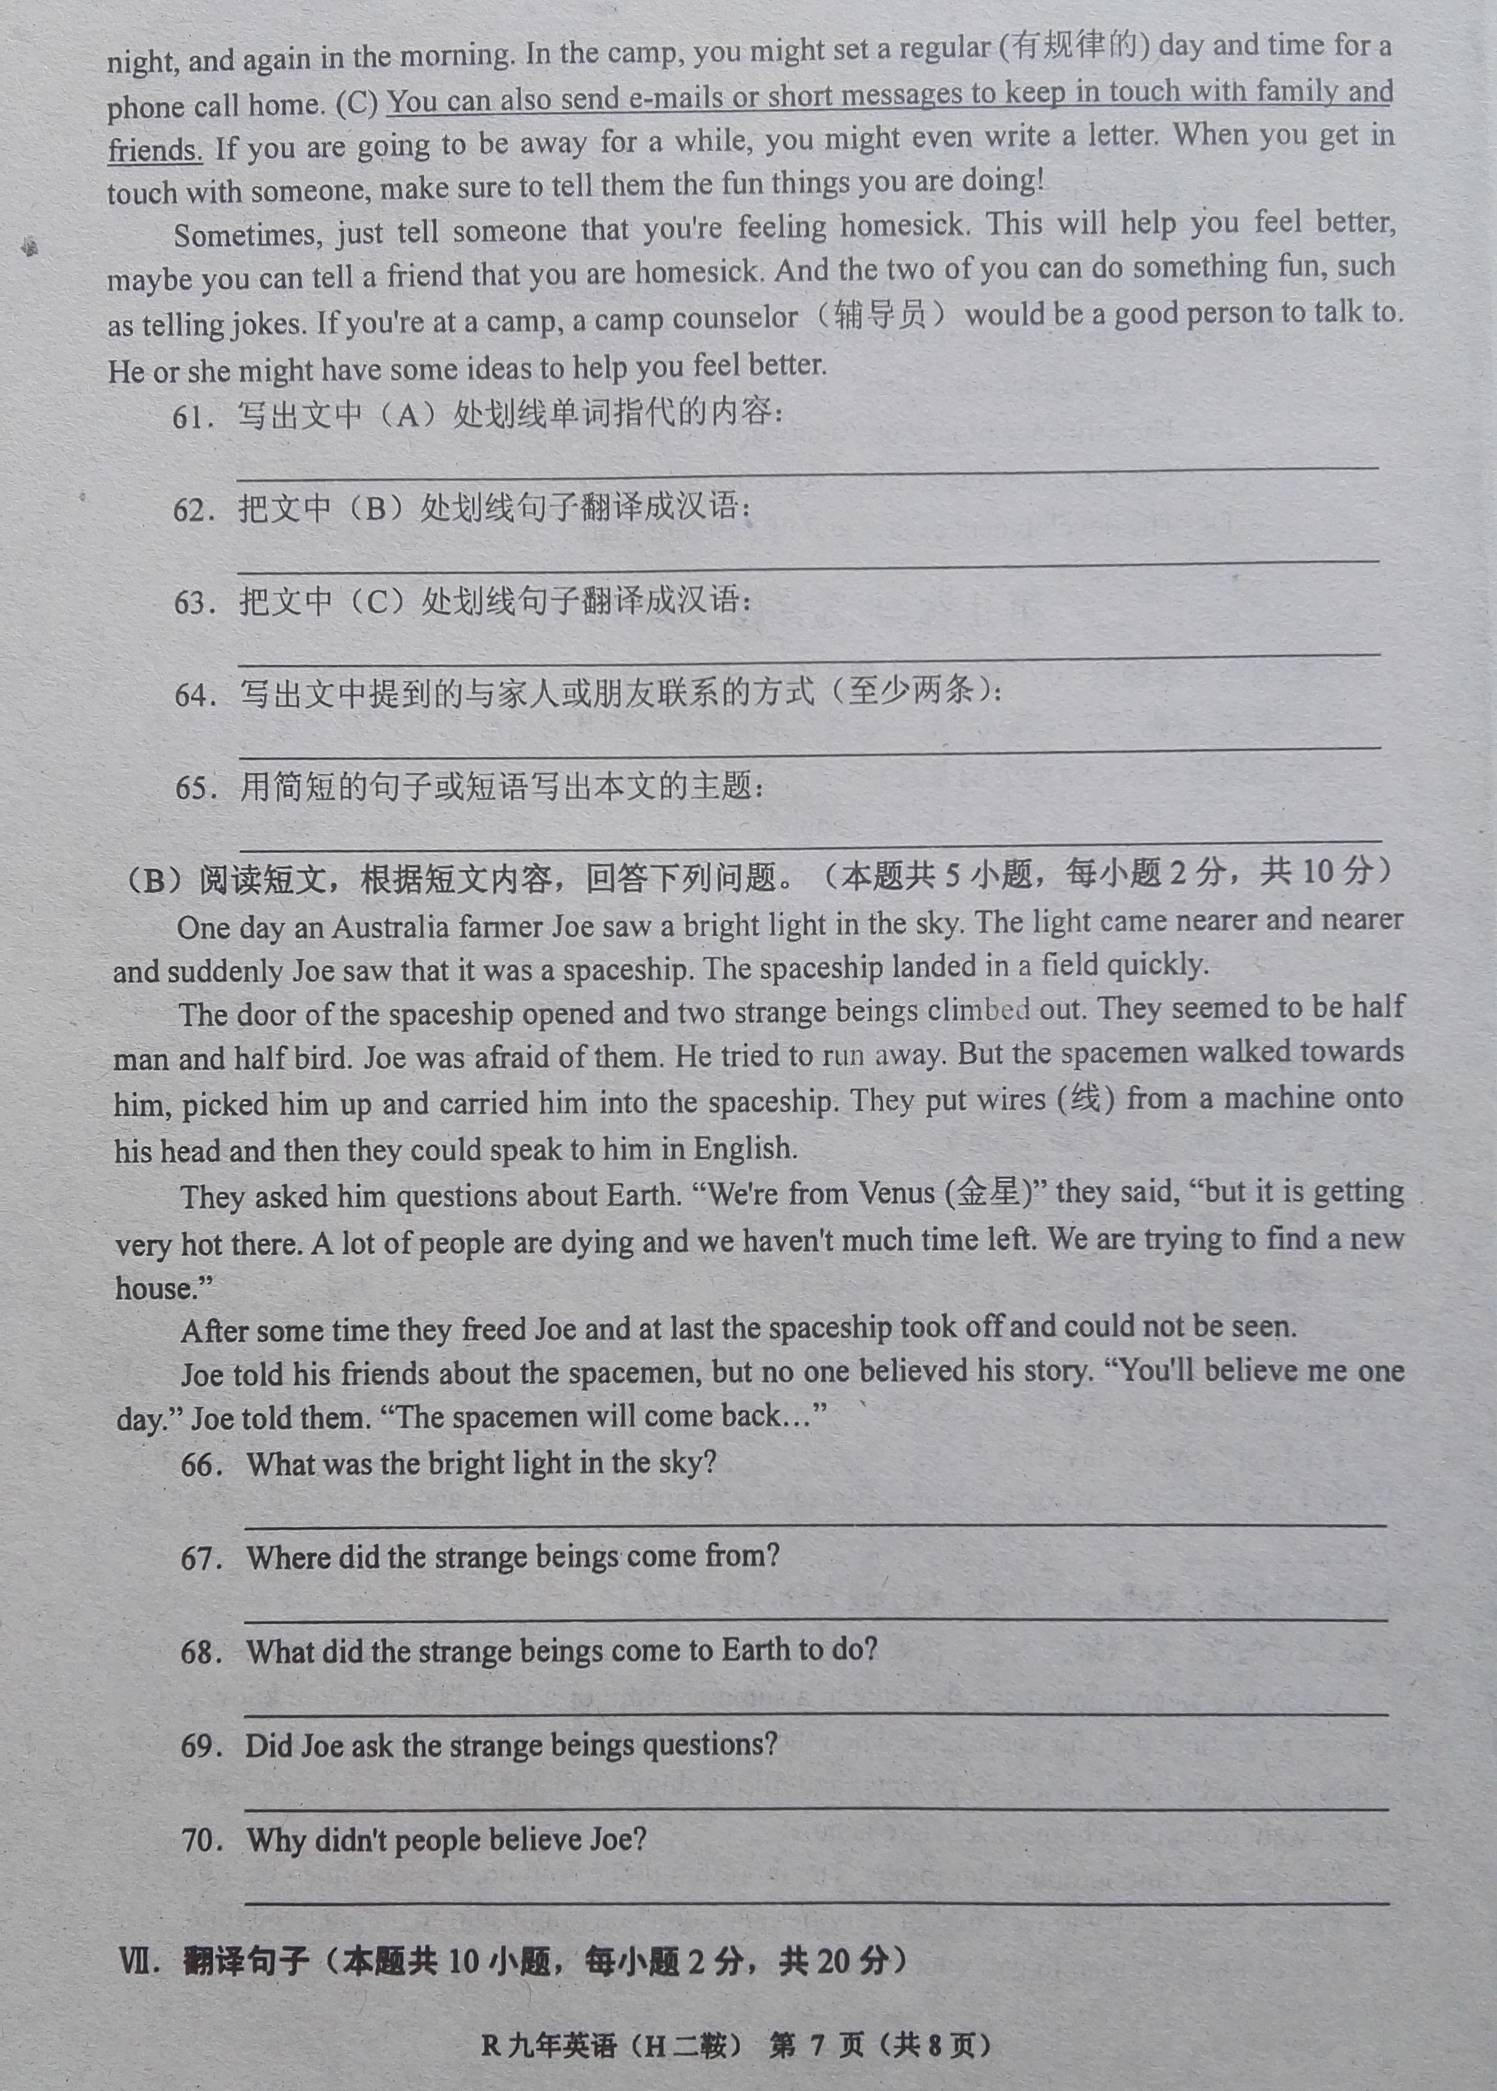 night, and again in the morning. In the camp, you might set a regular (有规律的) day and time for a
phone call home. (C) You can also send e-mails or short messages to keep in touch with family and
friends. If you are going to be away for a while, you might even write a letter. When you get in
touch with someone, make sure to tell them the fun things you are doing!
Sometimes, just tell someone that you're feeling homesick. This will help you feel better,
maybe you can tell a friend that you are homesick. And the two of you can do something fun, such
as telling jokes. If you're at a camp, a camp counselor（辅导员）would be a good person to talk to.
He or she might have some ideas to help you feel better.
61. 写出文中（A）处划线单词指代的内容：
62. 把文中（B）处划线句子翻译成汉语：
63. 把文中（C）处划线句子翻译成汉语：
64. 写出文中提到的与家人或朋友联系的方式（至少两条）：
65. 用简短的句子或短语写出本文的主题：
（B）阅读短文，根据短文内容，回答下列问题。（本题共 5 小题，每小题 2 分，共 10 分）
One day an Australia farmer Joe saw a bright light in the sky. The light came nearer and nearer
and suddenly Joe saw that it was a spaceship. The spaceship landed in a field quickly.
The door of the spaceship opened and two strange beings climbed out. They seemed to be half
man and half bird. Joe was afraid of them. He tried to run away. But the spacemen walked towards
him, picked him up and carried him into the spaceship. They put wires (线) from a machine onto
his head and then they could speak to him in English.
They asked him questions about Earth. “We're from Venus (金星)” they said, “but it is getting
very hot there. A lot of people are dying and we haven't much time left. We are trying to find a new
house.”
After some time they freed Joe and at last the spaceship took off and could not be seen.
Joe told his friends about the spacemen, but no one believed his story. “You'll believe me one
day.” Joe told them. “The spacemen will come back…”
66. What was the bright light in the sky?
67. Where did the strange beings come from?
68. What did the strange beings come to Earth to do?
69. Did Joe ask the strange beings questions?
70. Why didn't people believe Joe?
Ⅶ. 翻译句子（本题共 10 小题，每小题 2 分，共 20 分）
R 九年英语（H 二鞍） 第 7 页（共 8 页）